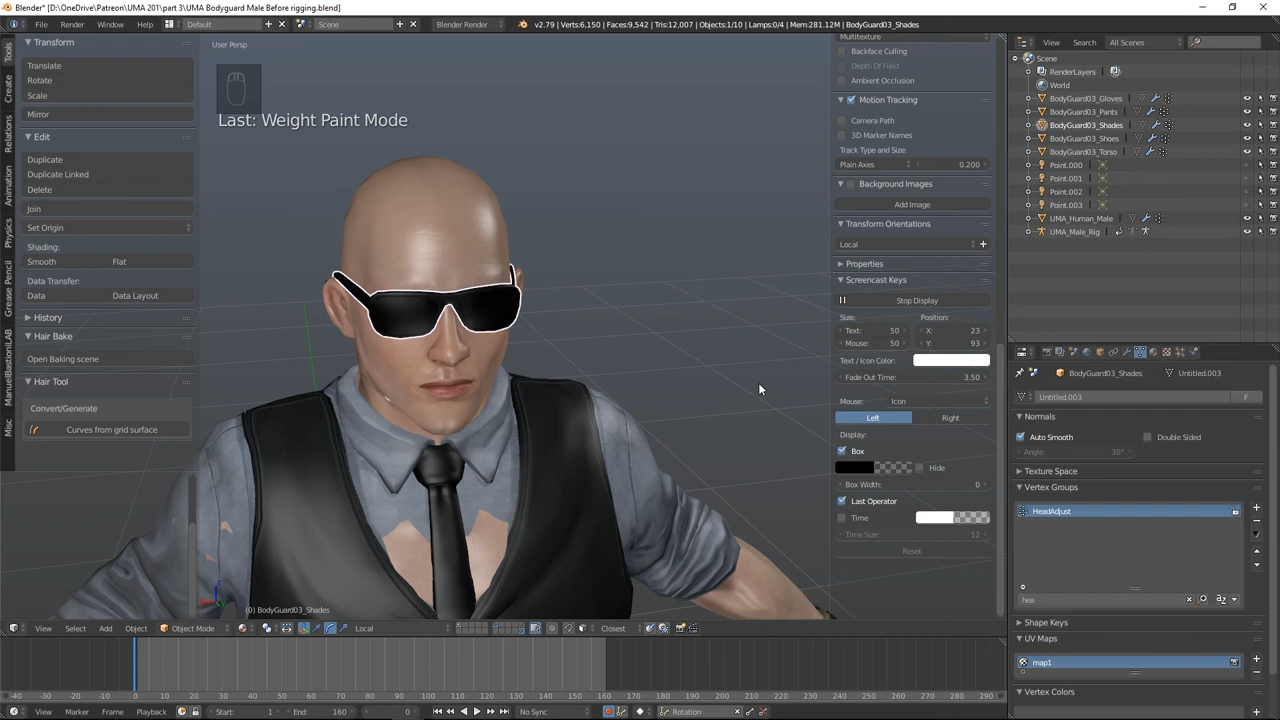 Blender* [D:\OneDrive\Patreon\UMA 201\part 3\UMA Bodyguard Male Before rigging.blend]
File Render Window Help Default Scene Blender Render v2.79 | Verts:6,150 | Faces:9,542 | Tris:12,007 | Objects:1/10 | Lamps:0/4 | Mem:281.12M | BodyGuard03_Shades
Tools
Create
Relations
Animation
Physics
Grease Pencil
ManuelBastioniLAB
Misc
Transform
Translate
Rotate
Scale
Mirror
Edit
Duplicate
Duplicate Linked
Delete
Join
Set Origin
Shading:
Smooth Flat
Data Transfer:
Data Data Layout
History
Hair Bake
Open Baking scene
Hair Tool
Convert/Generate
Curves from grid surface
User Persp
Last: Weight Paint Mode
(0) BodyGuard03_Shades
Multitexture
Backface Culling
Depth Of Field
Ambient Occlusion
Motion Tracking
Camera Path
3D Marker Names
Track Type and Size:
Plain Axes 0.200
Background Images
Add Image
Transform Orientations
Local
Properties
Screencast Keys
Stop Display
Size: Position:
Text: 50 X: 23
Mouse: 50 Y: 93
Text / Icon Color:
Fade Out Time: 3.50
Mouse: Icon
Left Right
Display:
Box
Hide
Box Width: 0
Last Operator
Time
Time Size: 12
Reset
View Search All Scenes
Scene
RenderLayers
World
BodyGuard03_Gloves
BodyGuard03_Pants
BodyGuard03_Shades
BodyGuard03_Shoes
BodyGuard03_Torso
Point.000
Point.001
Point.002
Point.003
UMA_Human_Male
UMA_Male_Rig
BodyGuard03_Shades Untitled.003
Untitled.003 F
Normals
Auto Smooth Double Sided
Angle: 30°
Texture Space
Vertex Groups
HeadAdjust
hea
Shape Keys
UV Maps
map1
Vertex Colors
View Select Add Object Object Mode Local Closest
-40 -30 -20 -10 0 10 20 30 40 50 60 70 80 90 100 110 120 130 140 150 160 170 180 190 200 210 220 230 240 250 260 270 280 290
View Marker Frame Playback Start: 1 End: 160 0 No Sync Rotation